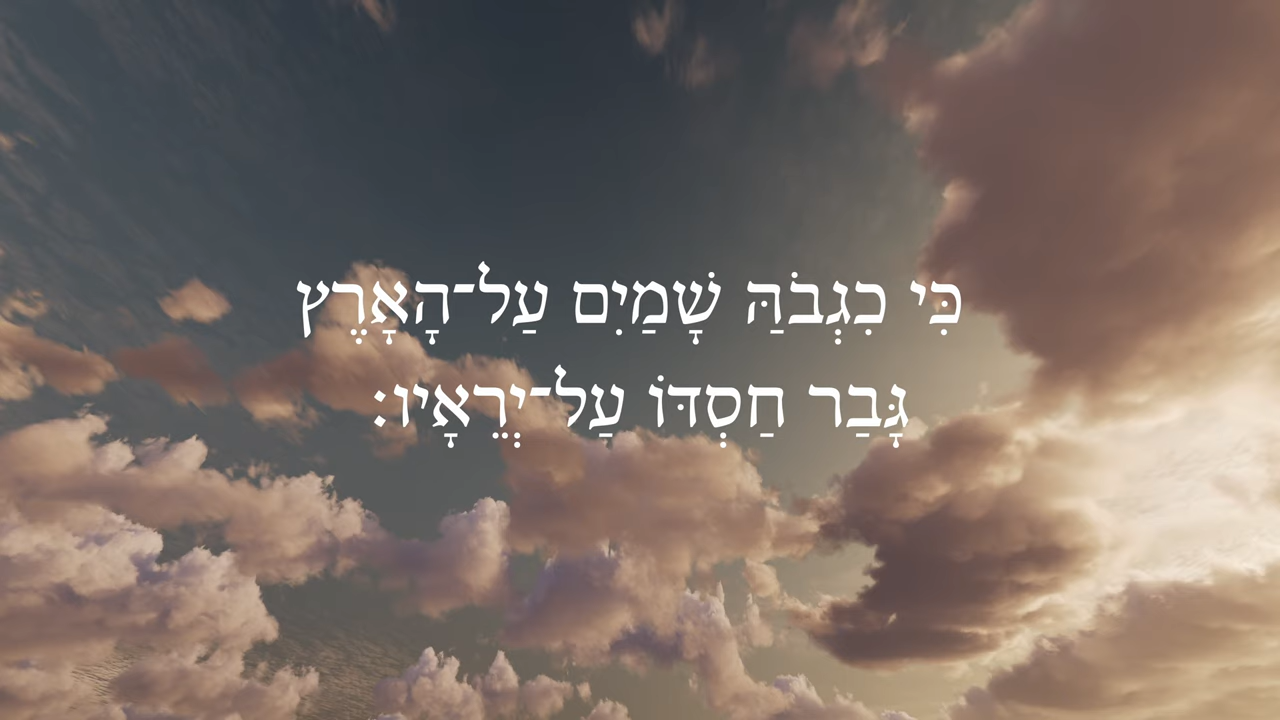 כִּי כִגְבֹהַּ שָׁמַיִם עַל־הָאָרֶץ
גָּבַר חַסְדּוֹ עַל־יְרֵאָיו׃